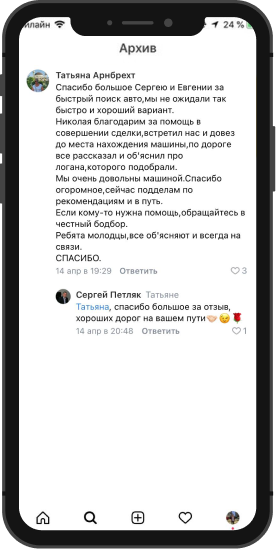 илайн 24 %
Архив
Татьяна Арнбрехт
Спасибо большое Сергею и Евгении за
быстрый поиск авто,мы не ожидали так
быстро и хороший вариант.
Николая благодарим за помощь в
совершении сделки,встретил нас и довез
до места нахождения машины,по дороге
все рассказал и об'яснил про
логана,которого подобрали.
Мы очень довольны машиной.Спасибо
огоромное,сейчас подделам по
рекомендациям и в путь.
Если кому-то нужна помощь,обращайтесь в
честный бодбор.
Ребята молодцы,все об'ясняют и всегда на
связи.
СПАСИБО.
14 апр в 19:29 Ответить 3
Сергей Петляк Татьяне
Татьяна, спасибо большое за отзыв,
хороших дорог на вашем пути🤝😉🌹
14 апр в 20:48 Ответить 1